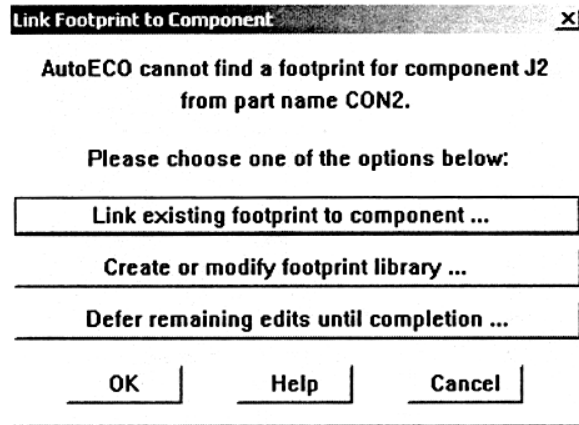 Link Footprint to Component
AutoECO cannot find a footprint for component J2
from part name CON2.
Please choose one of the options below:
Link existing footprint to component ...
Create or modify footprint library ...
Defer remaining edits until completion ...
OK Help Cancel